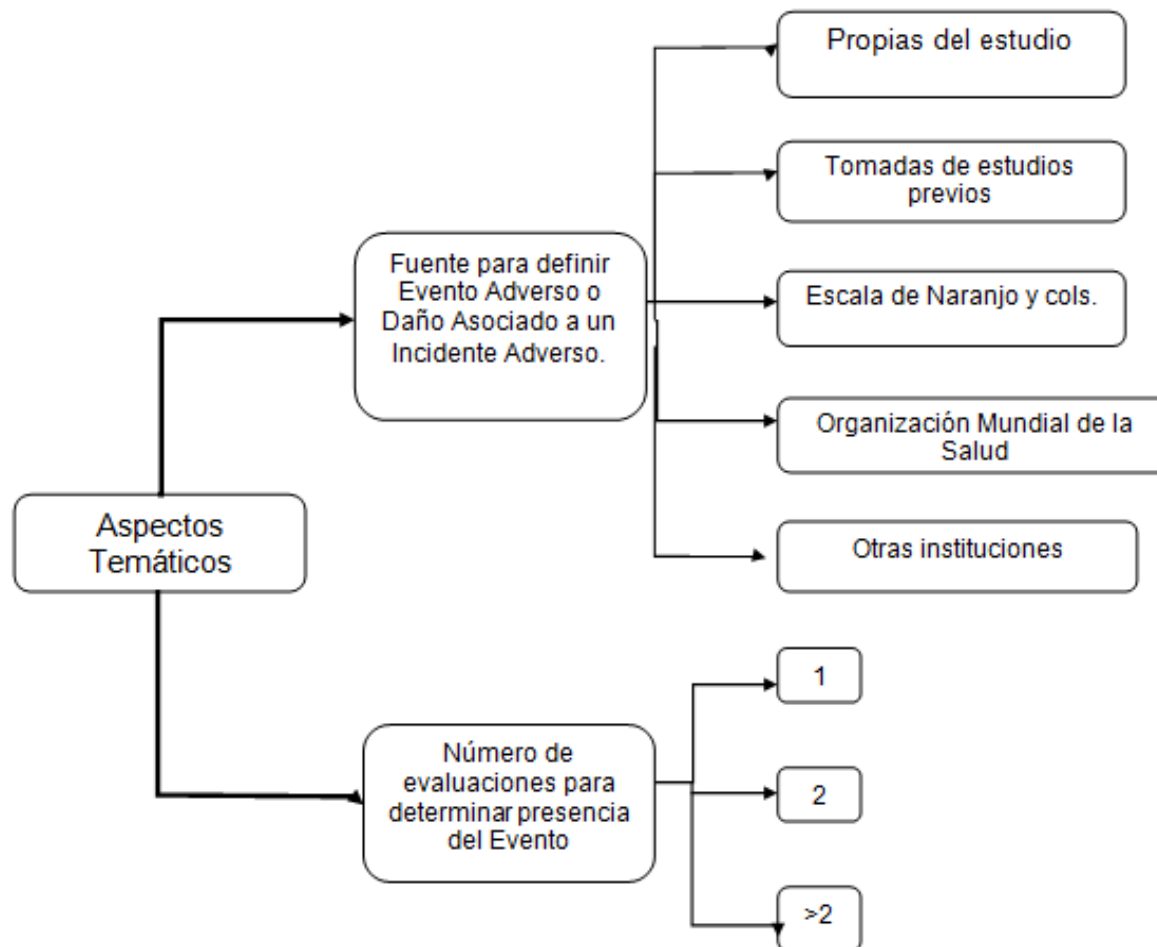 Propias del estudio
Tomadas de estudios
previos
Fuente para definir
Evento Adverso o
Daño Asociado a un
Incidente Adverso.
Escala de Naranjo y cols.
Organización Mundial de la
Salud
Otras instituciones
Aspectos
Temáticos
Número de
evaluaciones para
determinar presencia
del Evento
1
2
>2